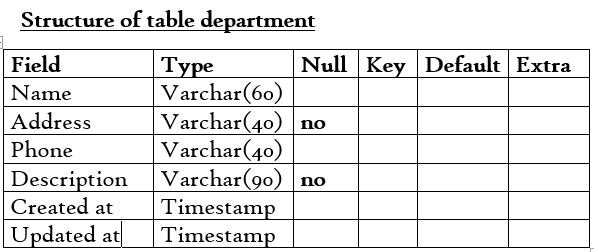 Structure of table department
Field Type Null Key Default Extra
Name Varchar(60)
Address Varchar(40) no
Phone Varchar(40)
Description Varchar(90) no
Created at Timestamp
Updated at Timestamp